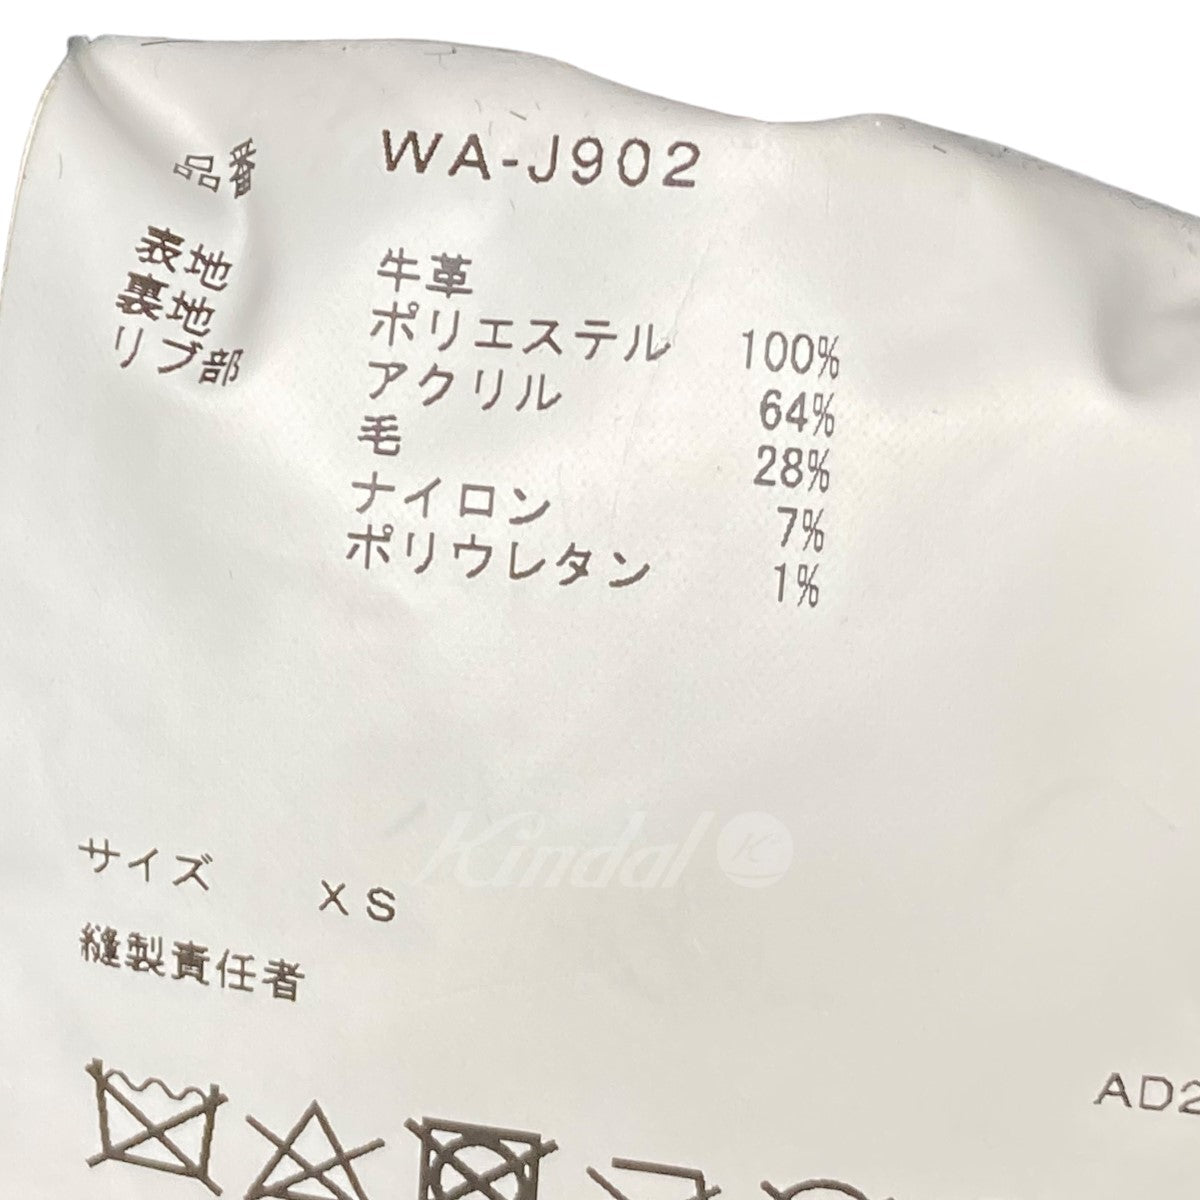 品番 WA-J902
表地 牛革
裏地 ポリエステル 100%
リブ部 アクリル 64%
毛 28%
ナイロン 7%
ポリウレタン 1%
Kindal K
サイズ XS
縫製責任者
AD2